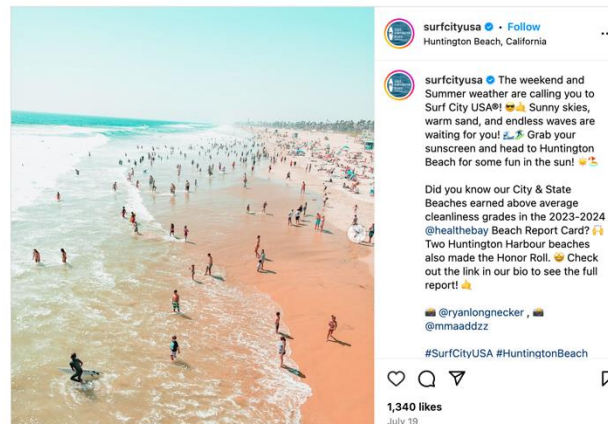 surfcityusa • Follow
Huntington Beach, California
surfcityusa The weekend and
Summer weather are calling you to
Surf City USA®! 😎🤙 Sunny skies,
warm sand, and endless waves are
waiting for you! 🌊🏄 Grab your
sunscreen and head to Huntington
Beach for some fun in the sun! ☀️🏖️
Did you know our City & State
Beaches earned above average
cleanliness grades in the 2023-2024
@healthebay Beach Report Card? 🙌
Two Huntington Harbour beaches
also made the Honor Roll. 🤩 Check
out the link in our bio to see the full
report! 🤙
📸 @ryanlongnecker , 📸
@mmaaddzz
#SurfCityUSA #HuntingtonBeach
1,340 likes
July 19